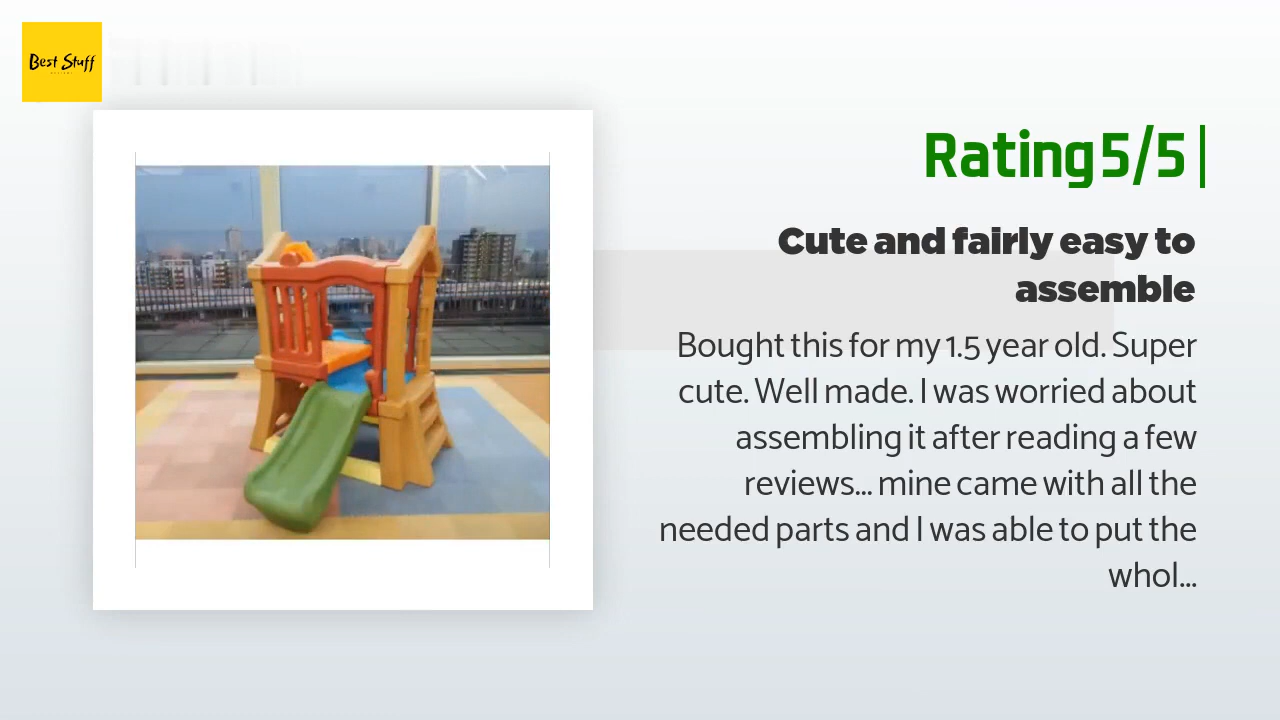 Best Stuff
Rating 5/5
Cute and fairly easy to
assemble
Bought this for my 1.5 year old. Super
cute. Well made. I was worried about
assembling it after reading a few
reviews... mine came with all the
needed parts and I was able to put the
whol...